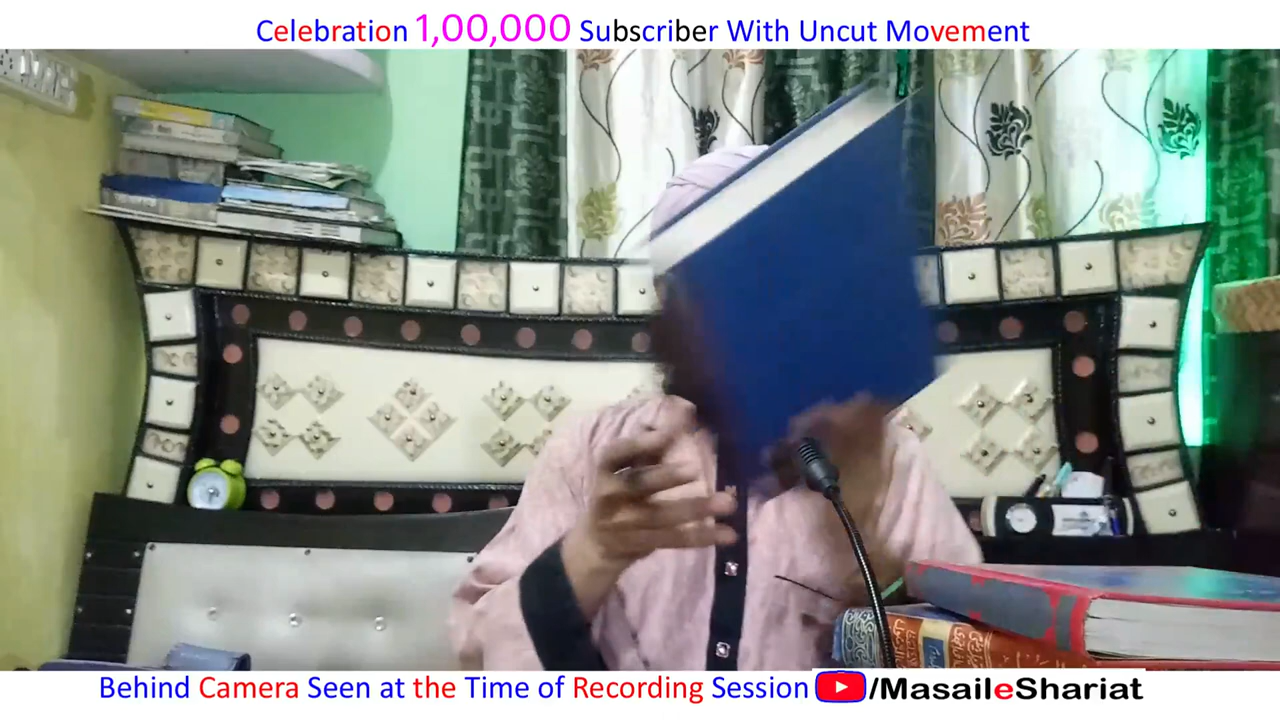 Celebration 1,00,000 Subscriber With Uncut Movement
Behind Camera Seen at the Time of Recording Session /MasaileShariat